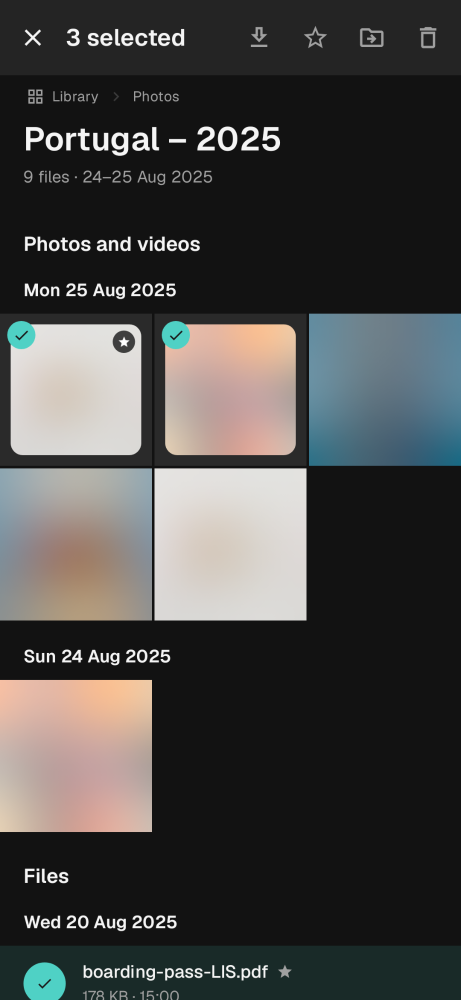 3 selected
Library > Photos
Portugal – 2025
9 files · 24–25 Aug 2025
Photos and videos
Mon 25 Aug 2025
Sun 24 Aug 2025
Files
Wed 20 Aug 2025
boarding-pass-LIS.pdf
178 KB · 15:00